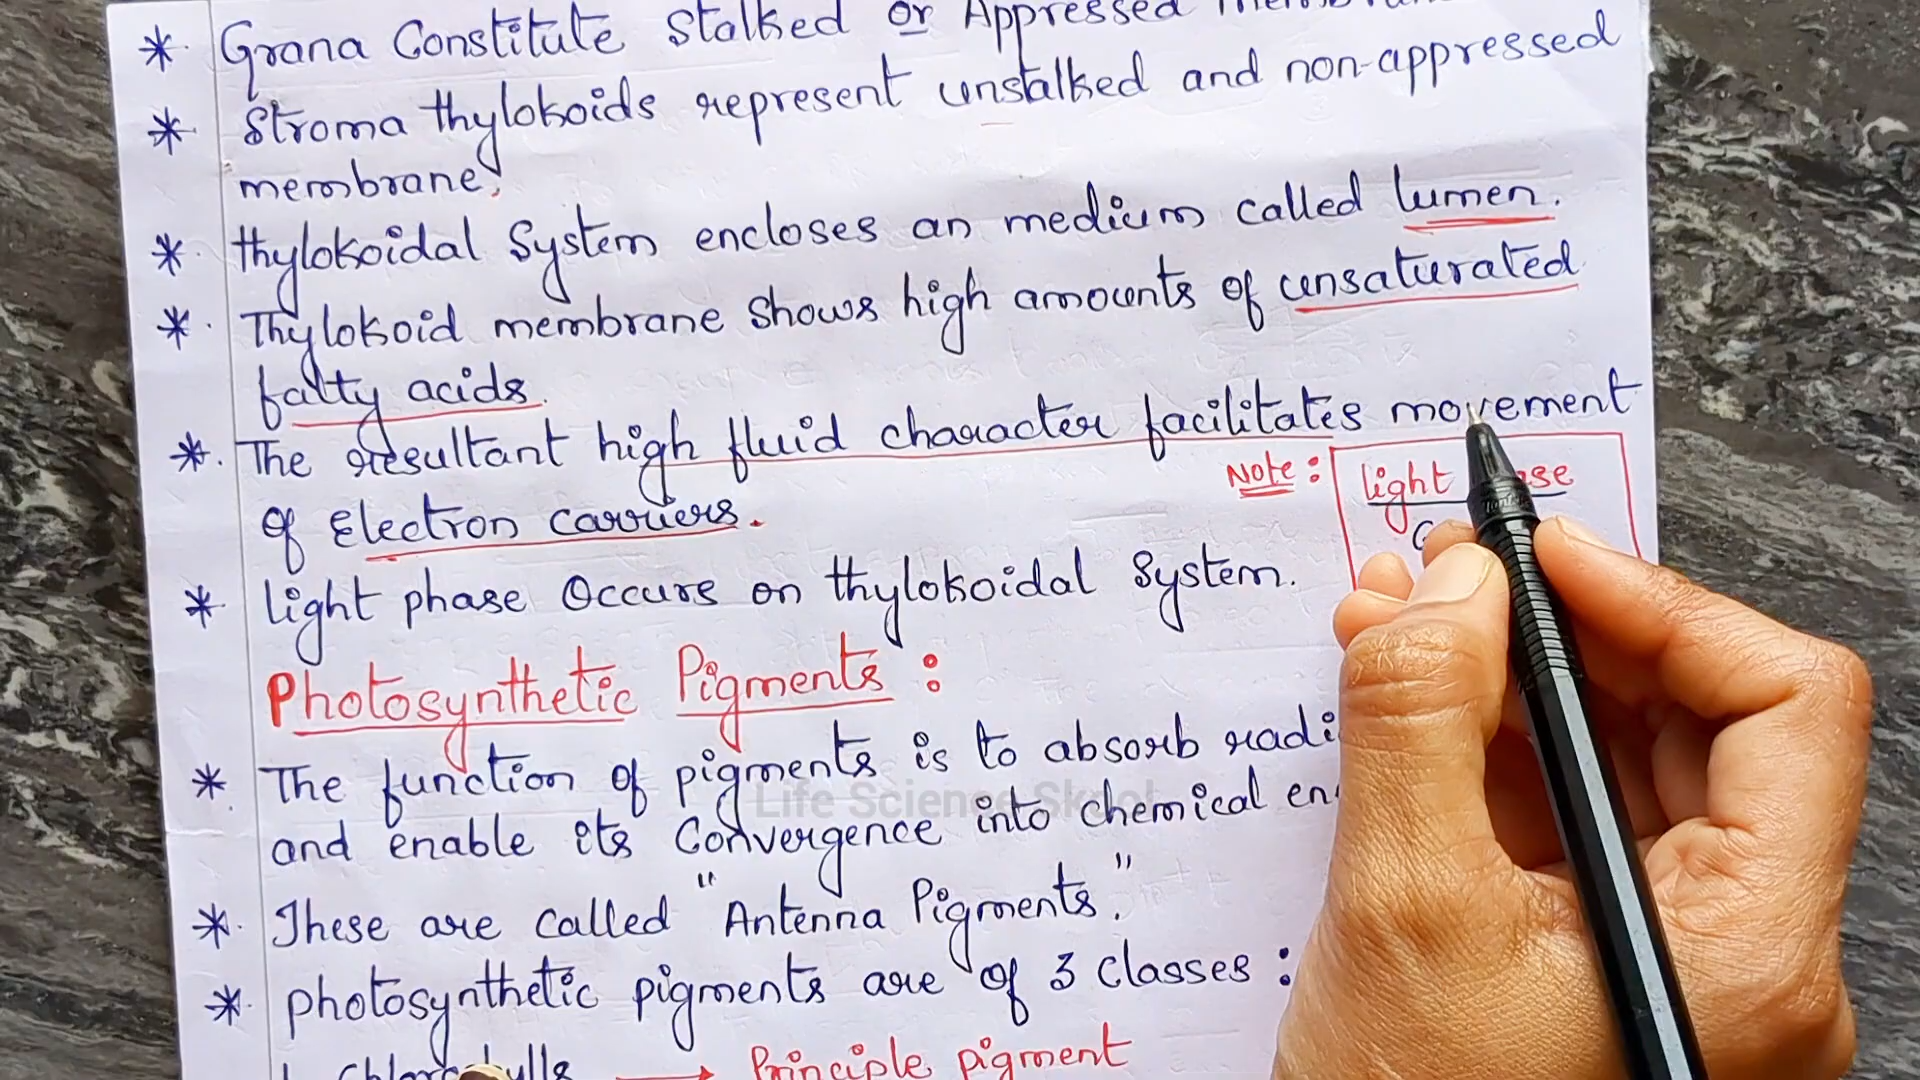 * Grana Constitute Stalked or Appressed
* Stroma thylokoids represent unstalked and non-appressed
membrane.
* thylokoidal System encloses an medium called lumen.
* Thylokoid membrane shows high amounts of unsaturated
fatty acids.
* The resultant high fluid character facilitates movement
Note: light
of Electron carriers.
* light phase Occurs on thylokoidal System.
Photosynthetic Pigments:
* The function of pigments is to absorb
and enable its Convergence into chemical
Life Science Skool
* These are called "Antenna Pigments."
* photosynthetic pigments are of 3 classes:
→ Principle pigment